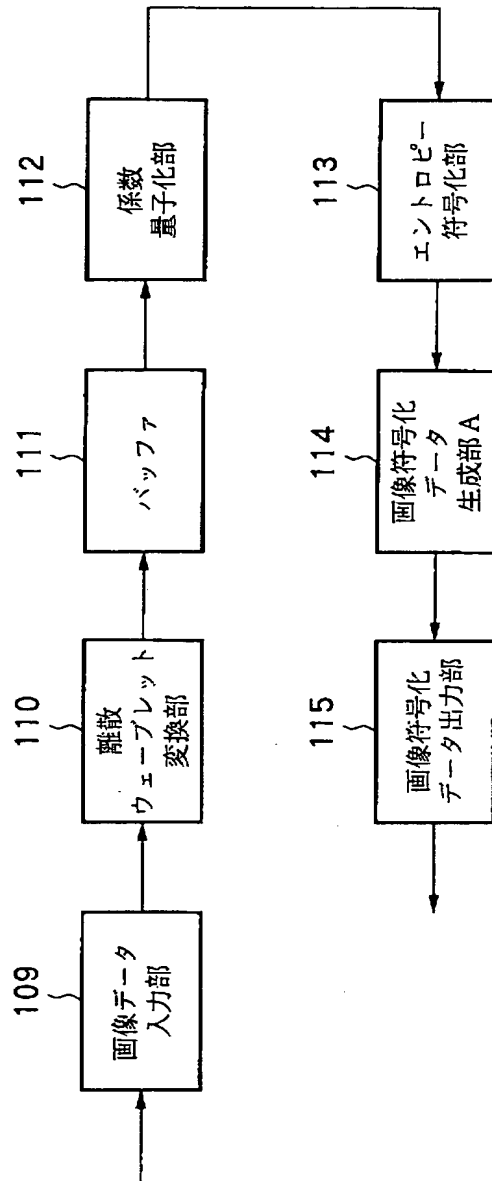 109
画像データ
入力部
110
離散
ウェーブレット
変換部
111
バッファ
112
係数
量子化部
113
エントロピー
符号化部
114
画像符号化
データ
生成部 A
115
画像符号化
データ出力部